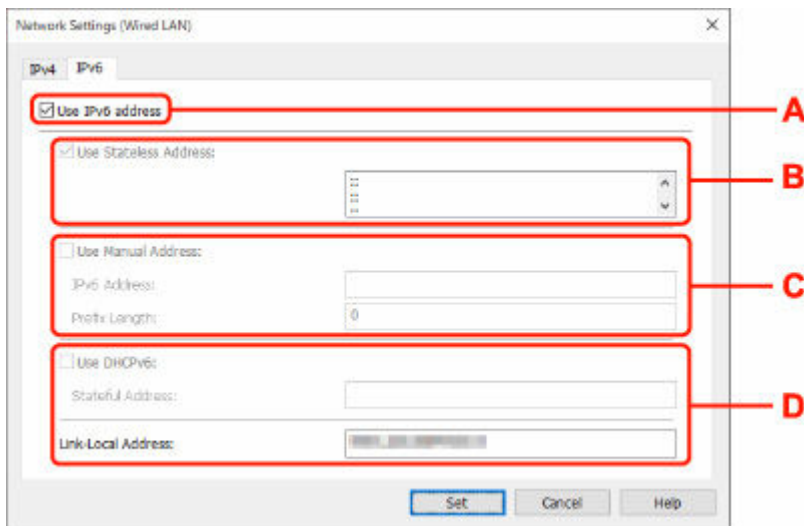 Network Settings (Wired LAN)
IPv4 IPv6
Use IPv6 address
A
Use Stateless Address:
::
::
::
B
Use Manual Address:
IPv6 Address:
C
Prefix Length:
0
Use DHCPv6:
Stateful Address:
D
Link-Local Address:
Set Cancel Help